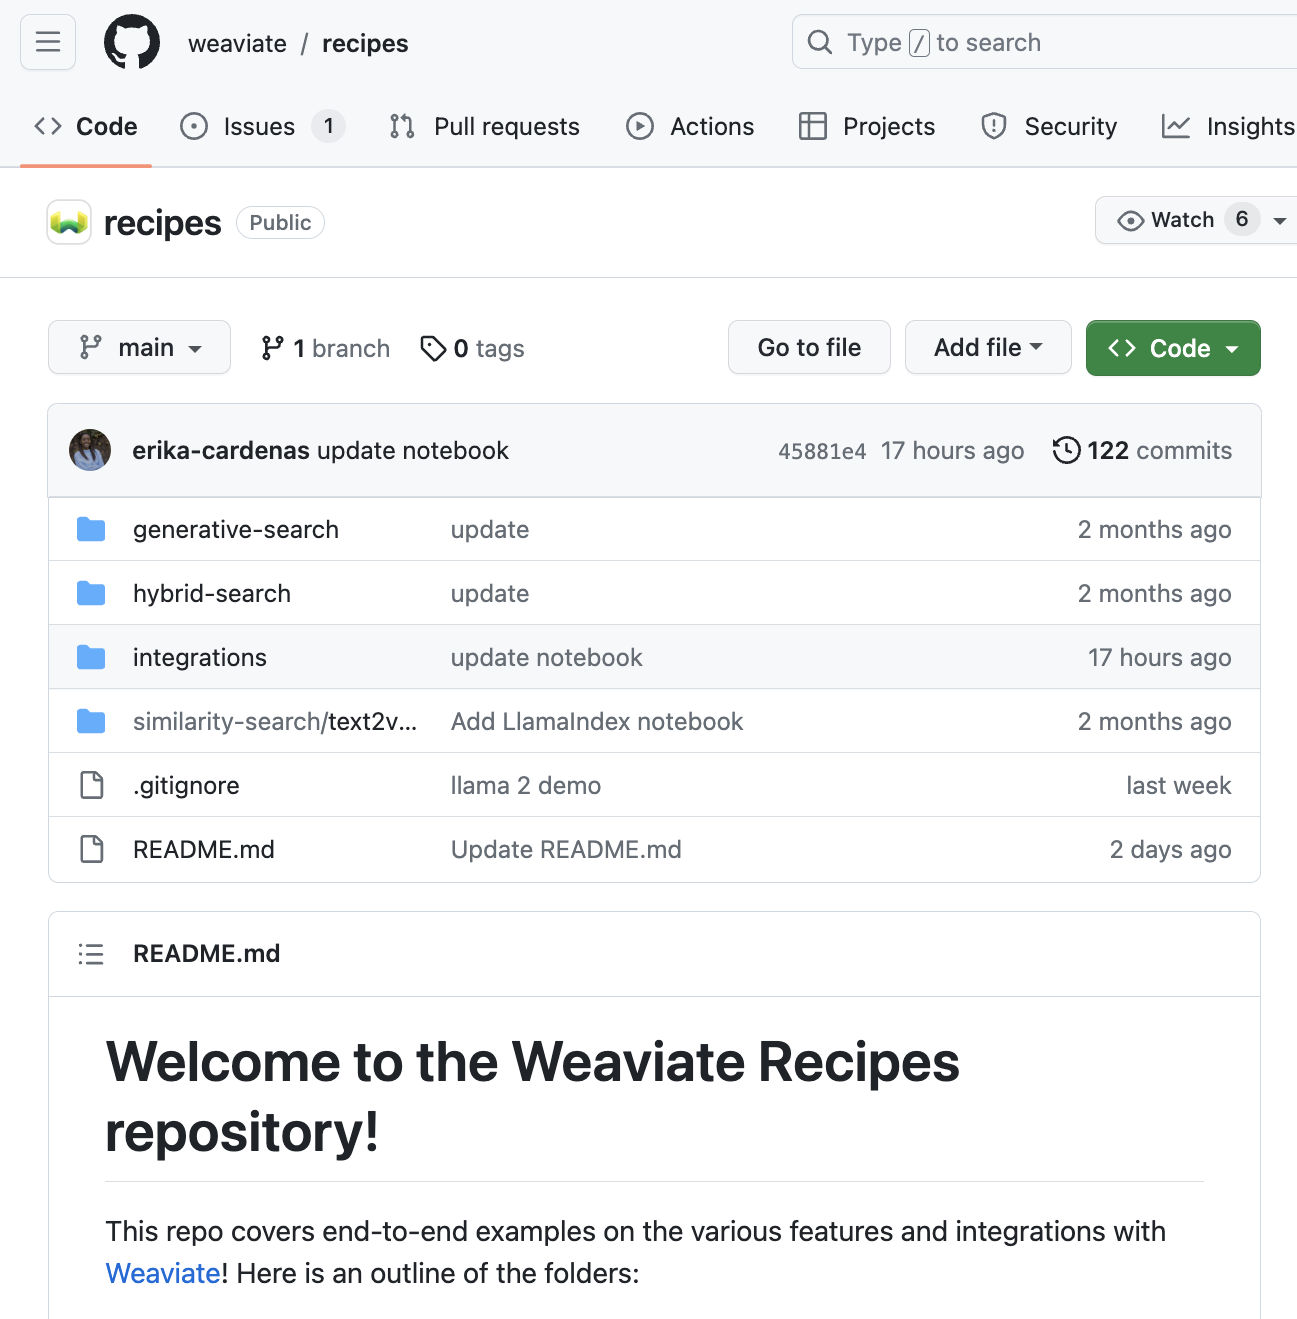 weaviate / recipes
Type / to search
Code
Issues 1
Pull requests
Actions
Projects
Security
Insights
recipes Public
Watch 6
main
1 branch
0 tags
Go to file
Add file
Code
erika-cardenas update notebook 45881e4 17 hours ago 122 commits
generative-search update 2 months ago
hybrid-search update 2 months ago
integrations update notebook 17 hours ago
similarity-search/text2v... Add LlamaIndex notebook 2 months ago
.gitignore llama 2 demo last week
README.md Update README.md 2 days ago
README.md
Welcome to the Weaviate Recipes
repository!
This repo covers end-to-end examples on the various features and integrations with
Weaviate! Here is an outline of the folders: